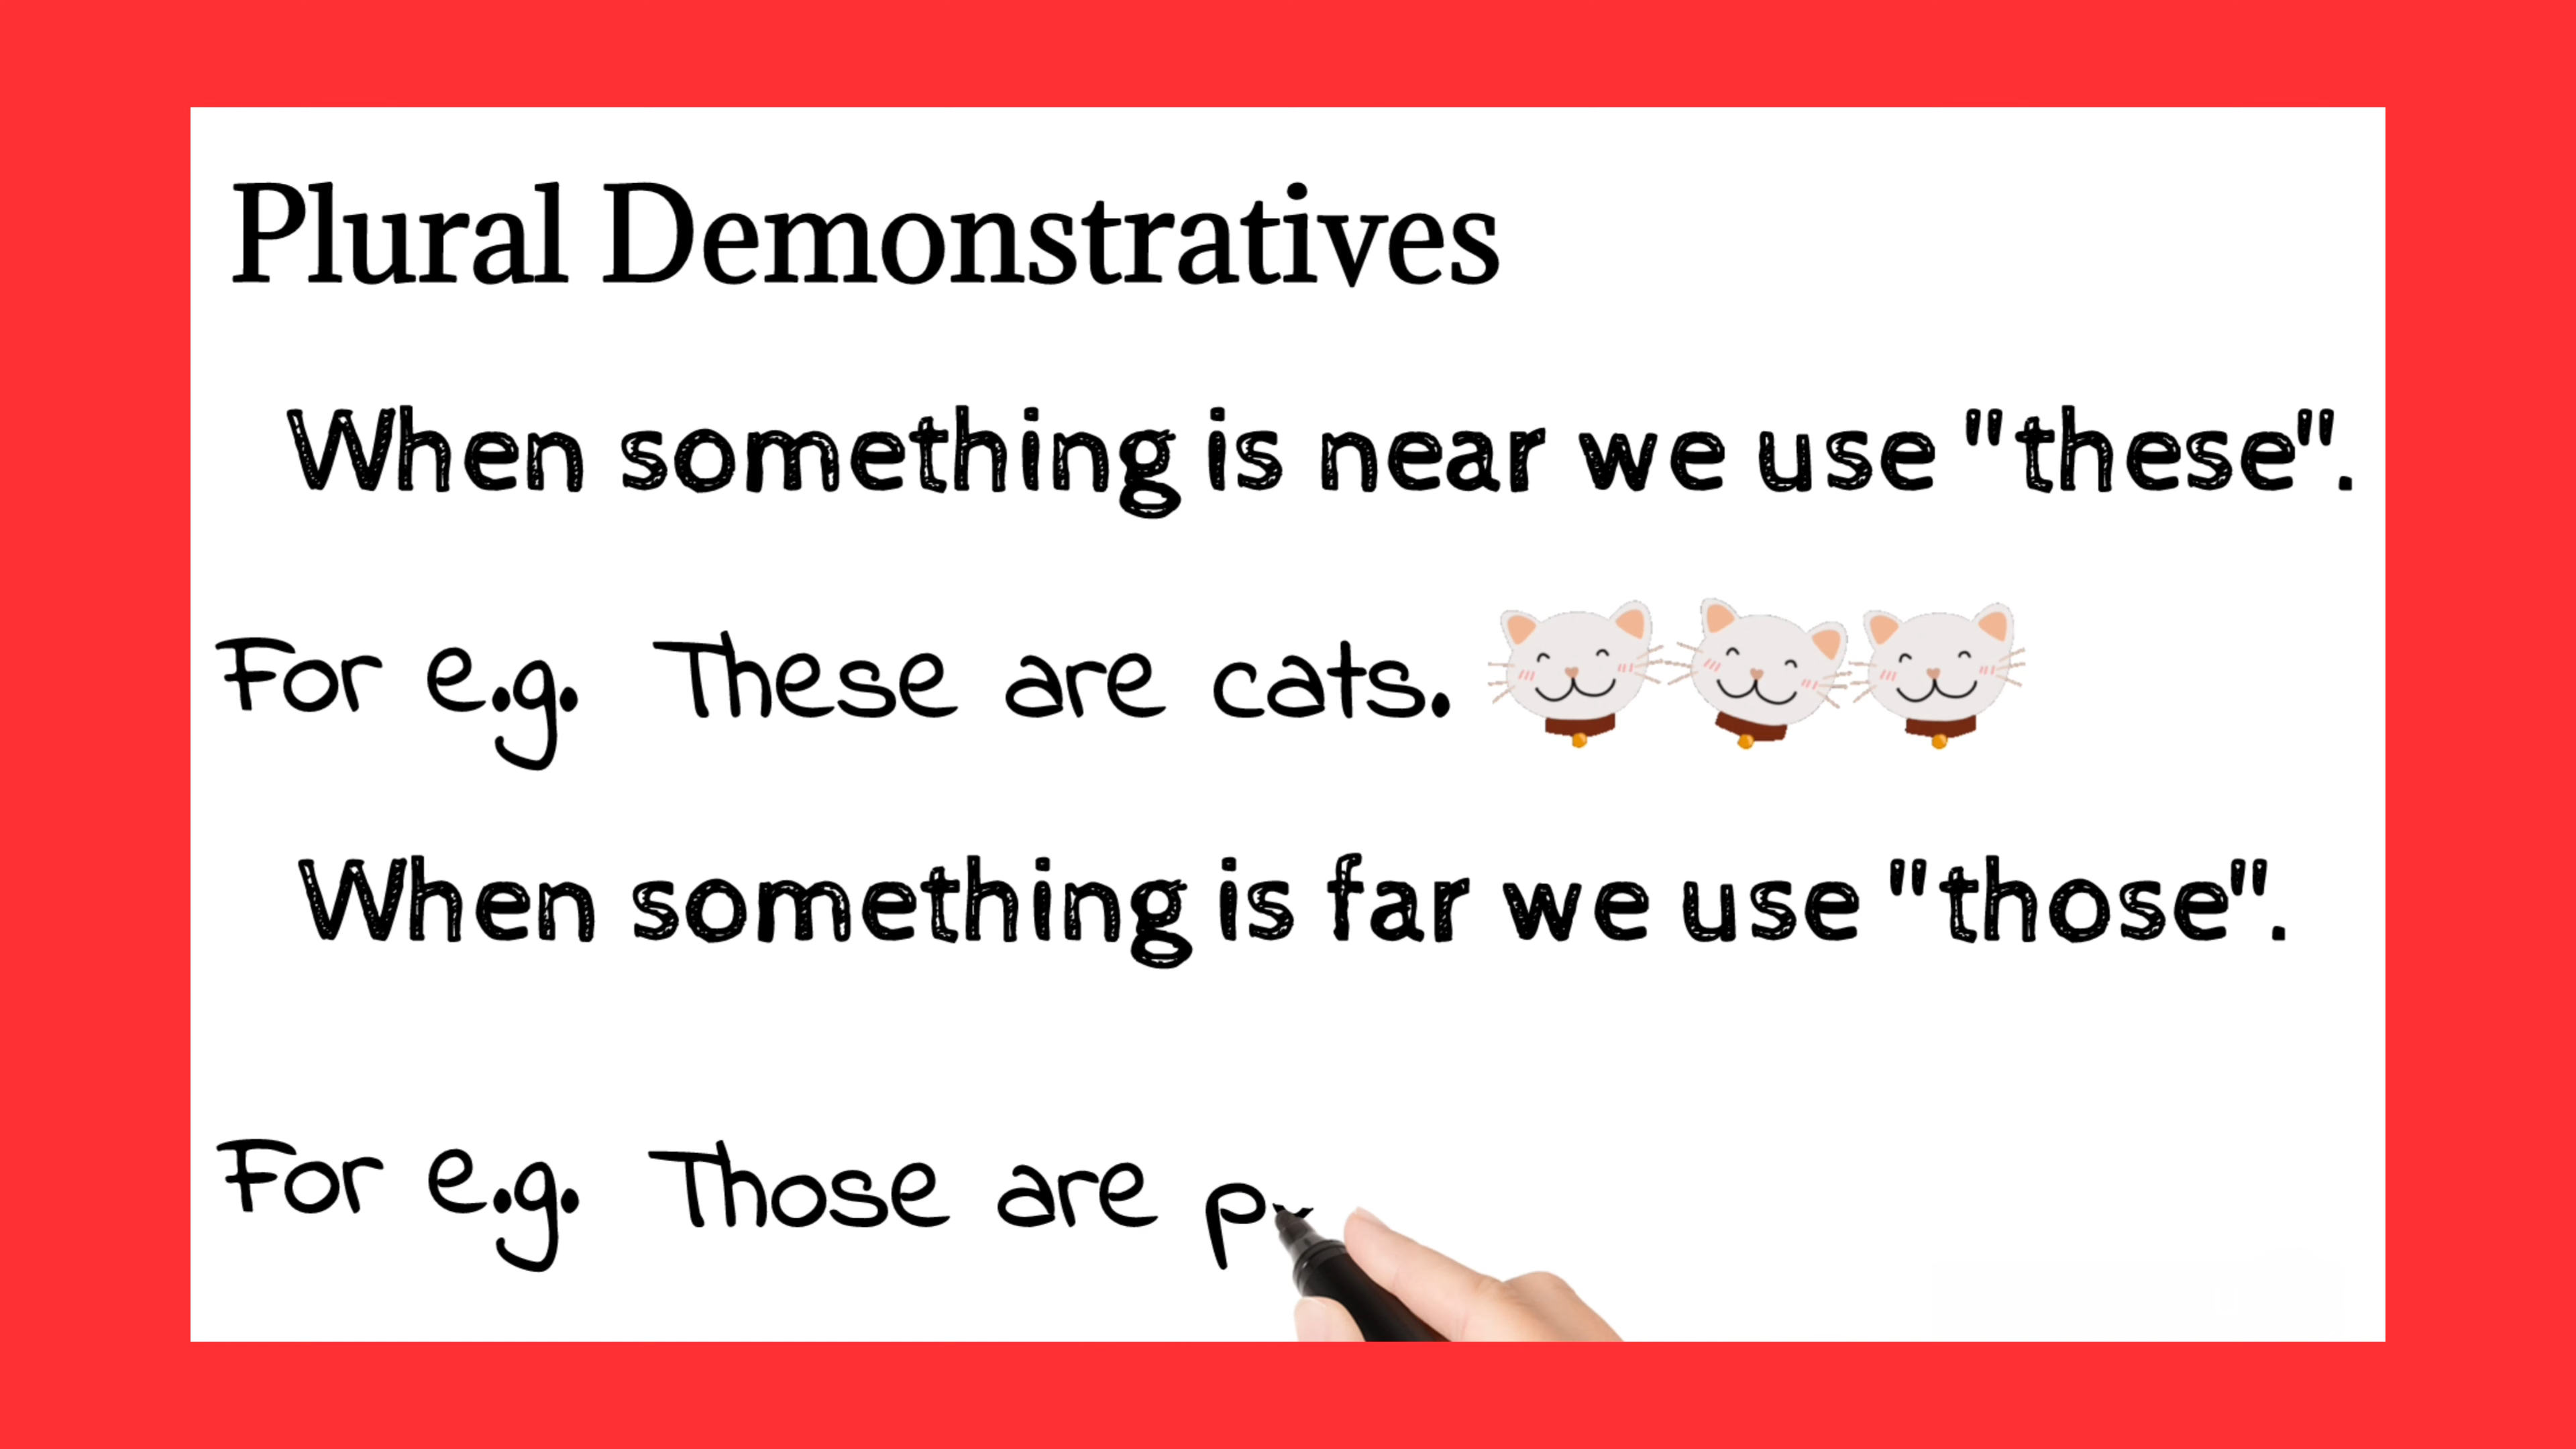 Plural Demonstratives
When something is near we use "these".
For e.g. These are cats.
When something is far we use "those".
For e.g. Those are p